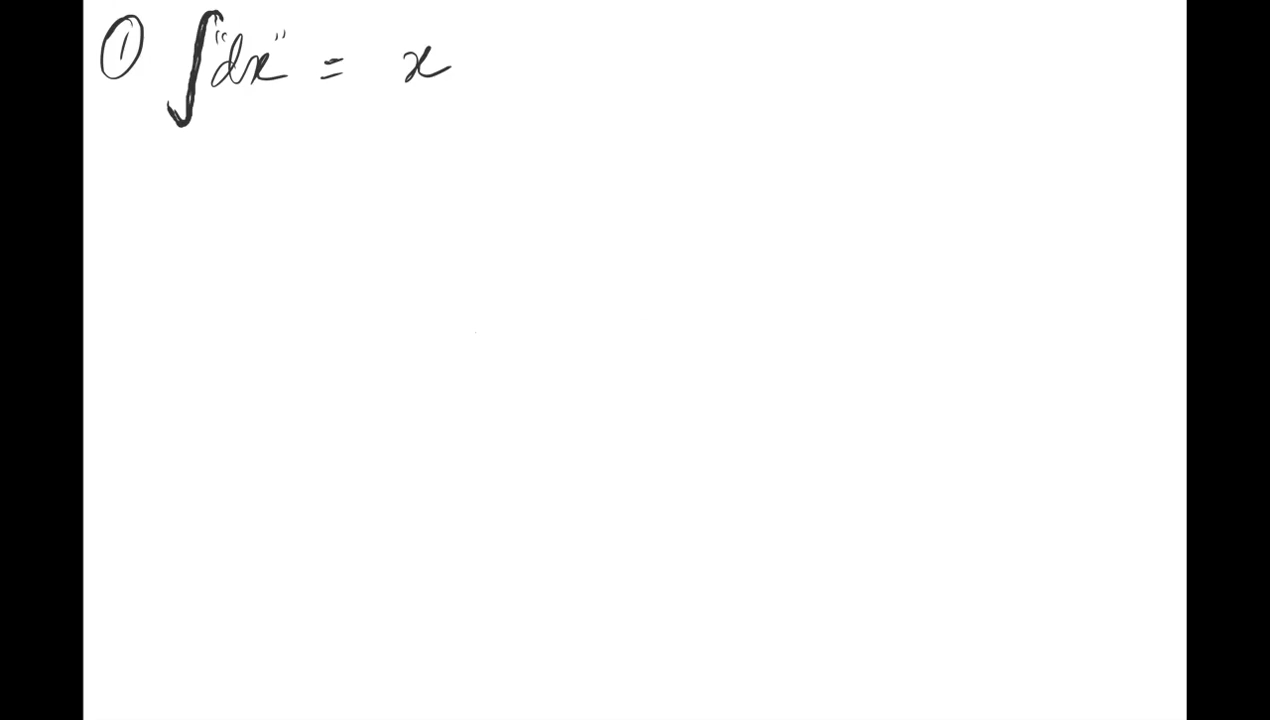 ① ∫"dx" = x